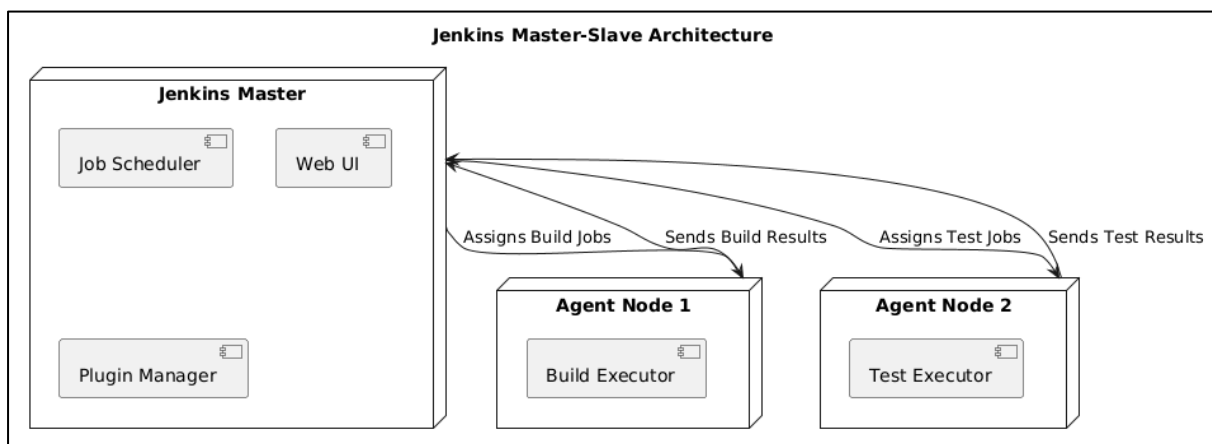 Jenkins Master-Slave Architecture
Jenkins Master
Job Scheduler
Web UI
Plugin Manager
Assigns Build Jobs
Sends Build Results
Assigns Test Jobs
Sends Test Results
Agent Node 1
Build Executor
Agent Node 2
Test Executor